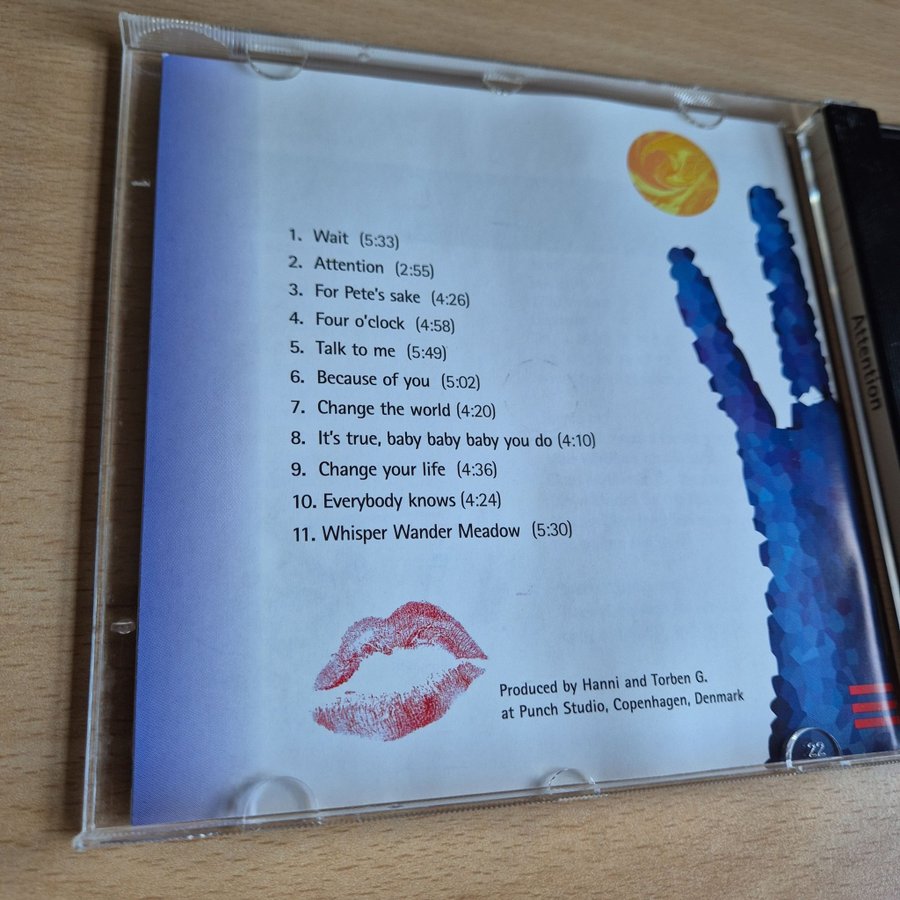 1. Wait (5:33)
2. Attention (2:55)
3. For Pete's sake (4:26)
4. Four o'clock (4:58)
5. Talk to me (5:49)
6. Because of you (5:02)
7. Change the world (4:20)
8. It's true, baby baby baby you do (4:10)
9. Change your life (4:36)
10. Everybody knows (4:24)
11. Whisper Wander Meadow (5:30)
Produced by Hanni and Torben G.
at Punch Studio, Copenhagen, Denmark
22
Attention